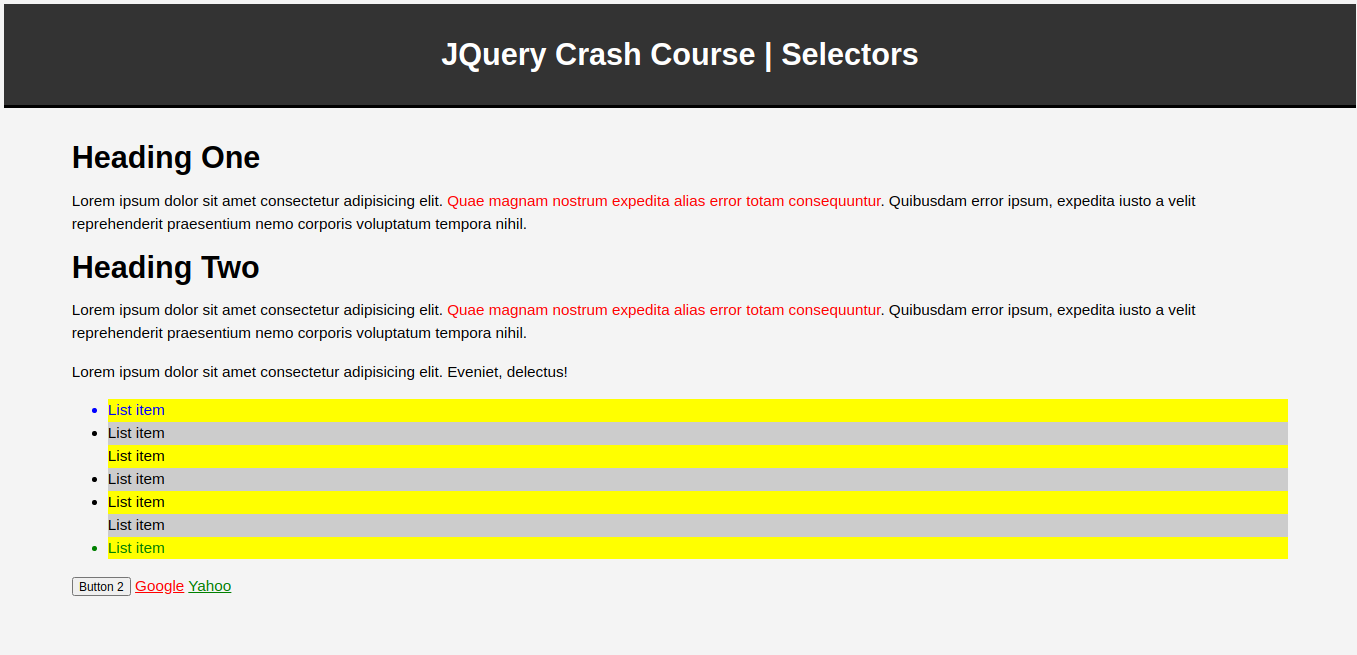 JQuery Crash Course | Selectors
Heading One
Lorem ipsum dolor sit amet consectetur adipisicing elit. Quae magnam nostrum expedita alias error totam consequuntur. Quibusdam error ipsum, expedita iusto a velit
reprehenderit praesentium nemo corporis voluptatum tempora nihil.
Heading Two
Lorem ipsum dolor sit amet consectetur adipisicing elit. Quae magnam nostrum expedita alias error totam consequuntur. Quibusdam error ipsum, expedita iusto a velit
reprehenderit praesentium nemo corporis voluptatum tempora nihil.
Lorem ipsum dolor sit amet consectetur adipisicing elit. Eveniet, delectus!
List item
List item
List item
List item
List item
List item
List item
Button 2 Google Yahoo